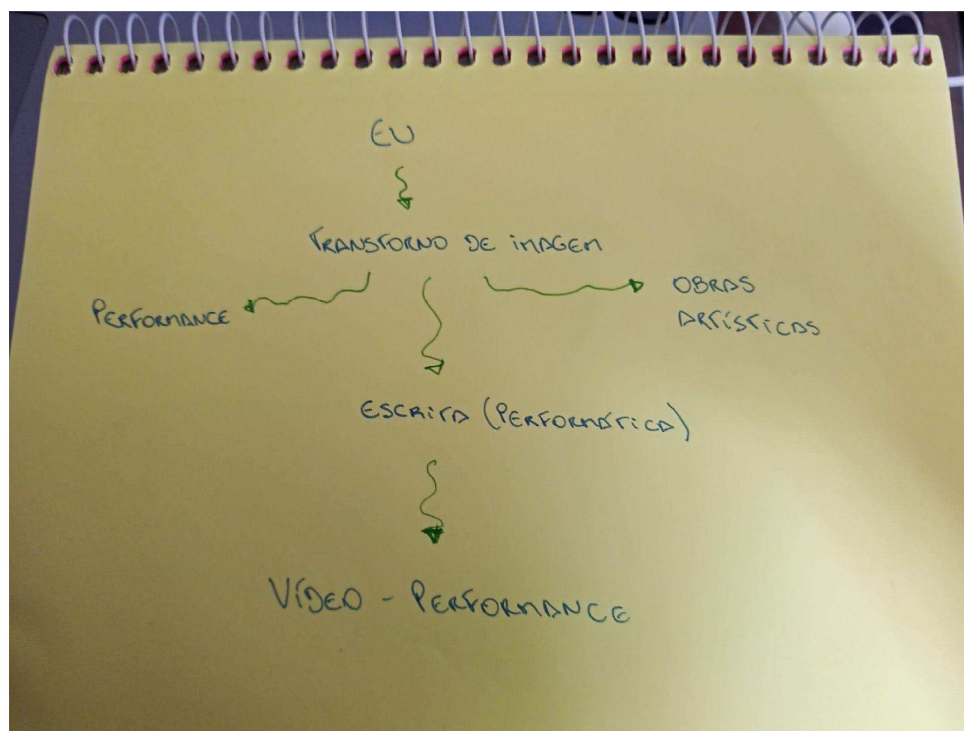 EU
TRANSTORNO DE IMAGEM
PERFORMANCE
OBRAS
ARTÍSTICAS
ESCRITA (PERFORMÁTICA)
VÍDEO - PERFORMANCE